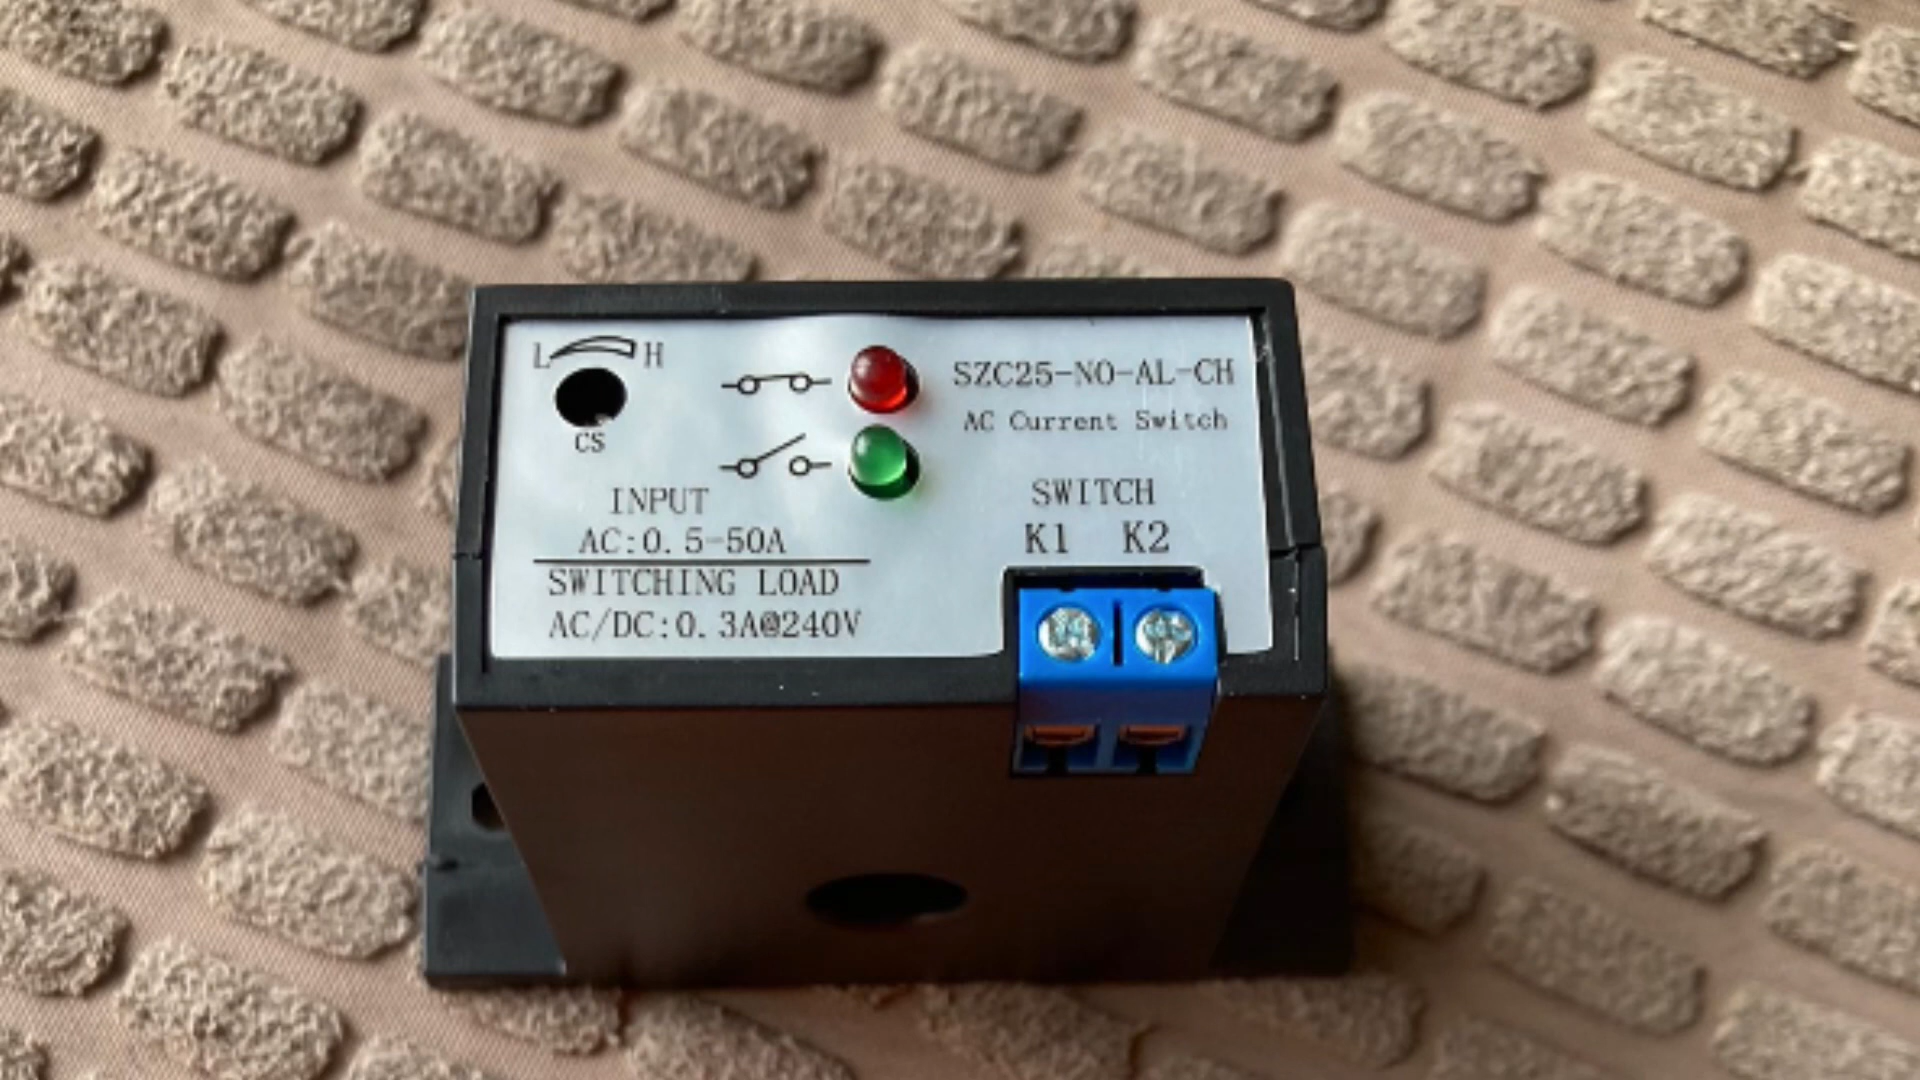 L H
CS
SZC25-NO-AL-CH
AC Current Switch
INPUT
AC:0.5-50A
SWITCHING LOAD
AC/DC:0.3A@240V
SWITCH
K1 K2